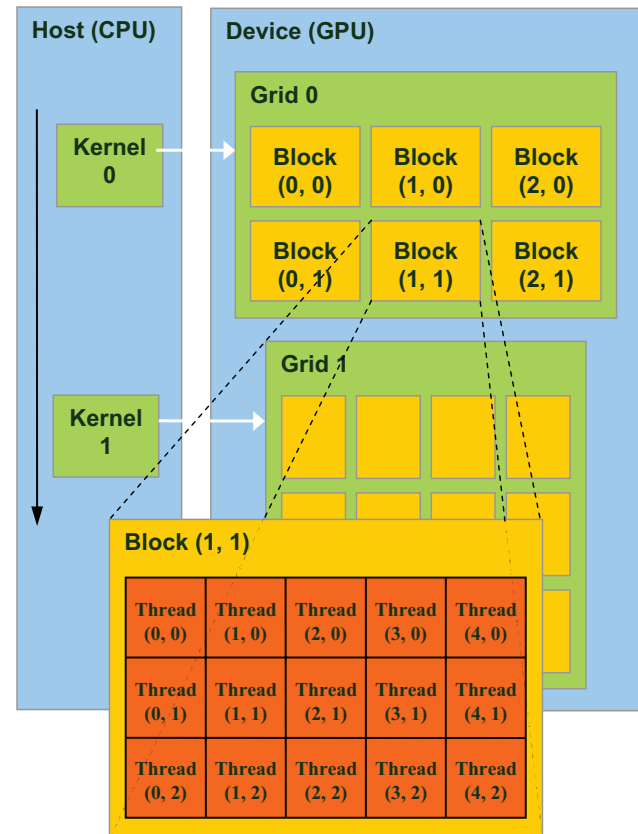 Host (CPU)
Device (GPU)
Grid 0
Kernel
0
Block
(0, 0)
Block
(1, 0)
Block
(2, 0)
Block
(0, 1)
Block
(1, 1)
Block
(2, 1)
Grid 1
Kernel
1
Block (1, 1)
Thread
(0, 0)
Thread
(1, 0)
Thread
(2, 0)
Thread
(3, 0)
Thread
(4, 0)
Thread
(0, 1)
Thread
(1, 1)
Thread
(2, 1)
Thread
(3, 1)
Thread
(4, 1)
Thread
(0, 2)
Thread
(1, 2)
Thread
(2, 2)
Thread
(3, 2)
Thread
(4, 2)